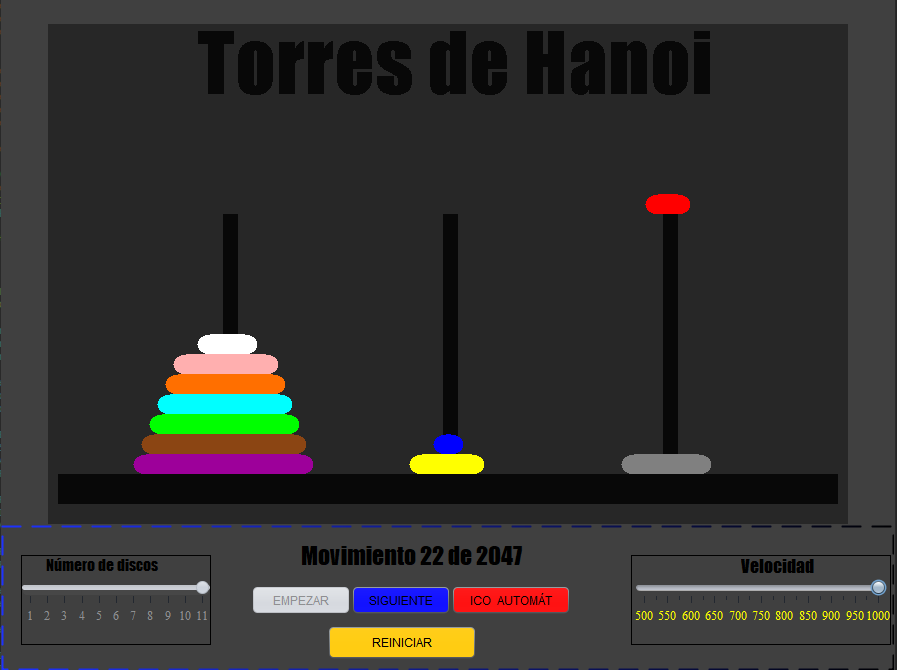 Torres de Hanoi
Número de discos
1 2 3 4 5 6 7 8 9 10 11
Movimiento 22 de 2047
EMPEZAR SIGUIENTE ICO AUTOMÁT
REINICIAR
Velocidad
500 550 600 650 700 750 800 850 900 950 1000